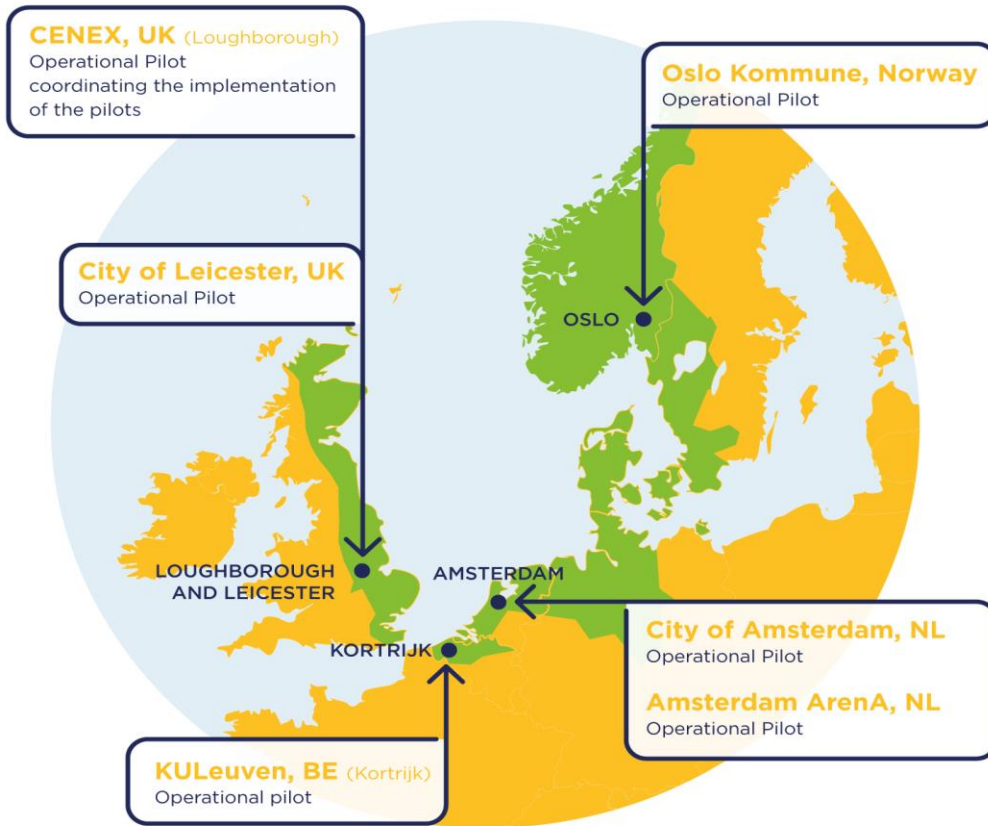 CENEX, UK (Loughborough)
Operational Pilot
coordinating the implementation
of the pilots
Oslo Kommune, Norway
Operational Pilot
City of Leicester, UK
Operational Pilot
OSLO
LOUGHBOROUGH
AND LEICESTER
AMSTERDAM
KORTRIJK
City of Amsterdam, NL
Operational Pilot
Amsterdam ArenA, NL
Operational Pilot
KULeuven, BE (Kortrijk)
Operational pilot